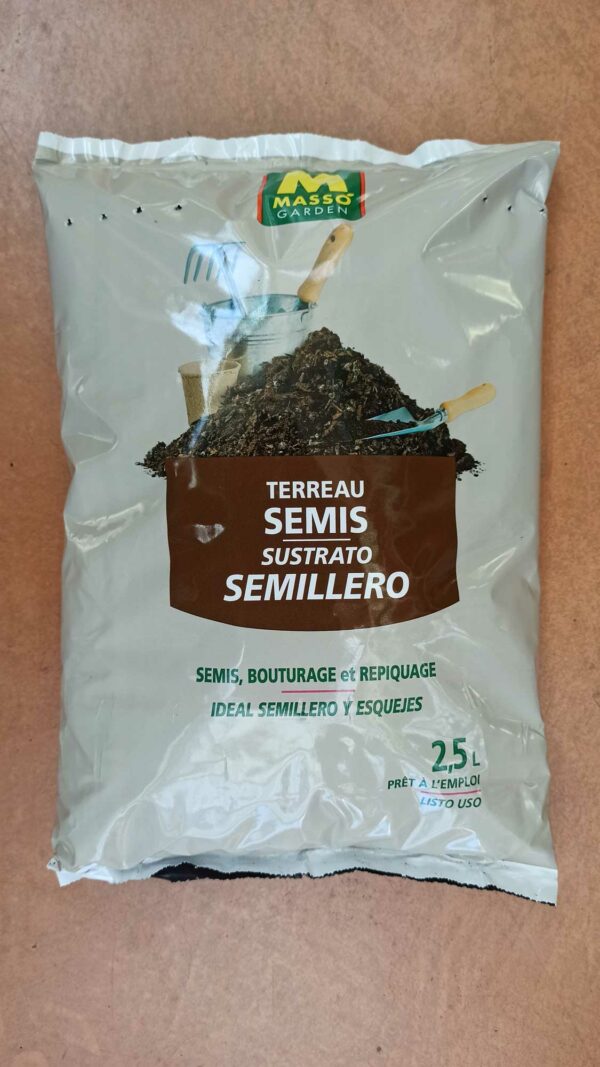 M
MASSÓ
GARDEN
TERREAU
SEMIS
SUSTRATO
SEMILLERO
SEMIS, BOUTURAGE et REPIQUAGE
IDEAL SEMILLERO Y ESQUEJES
2,5 L
PRÊT À L'EMPLOI
LISTO USO